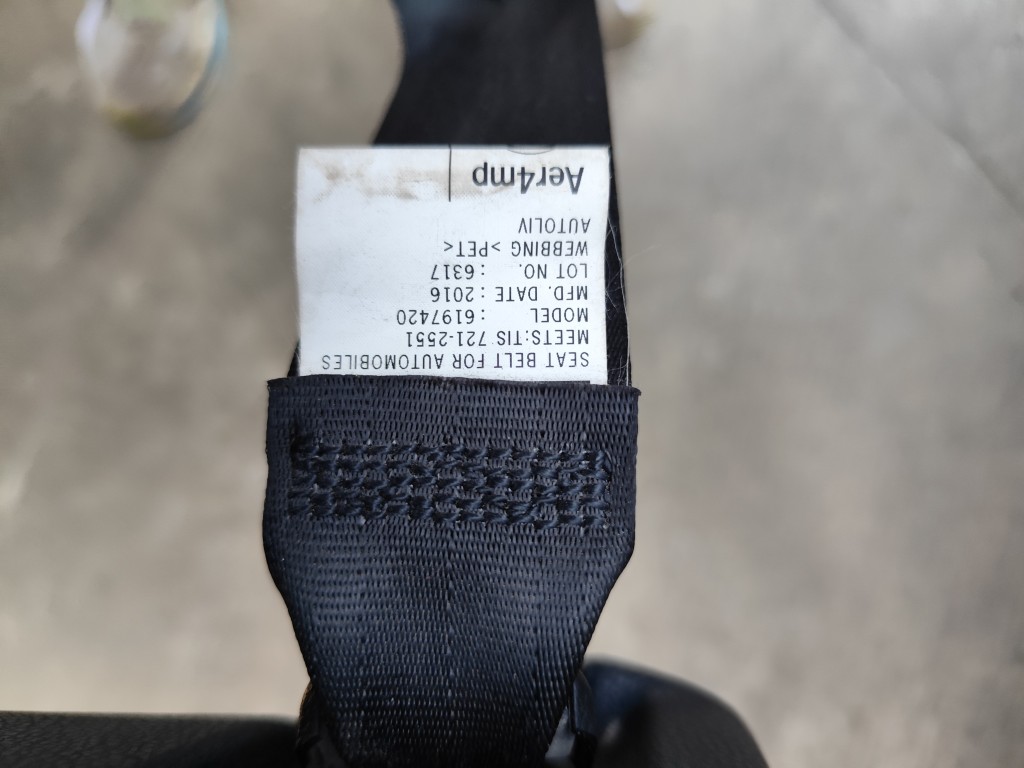 SEAT BELT FOR AUTOMOBILES
MEETS:TIS 721-2551
MODEL : 6197420
MFD. DATE : 2016
LOT NO. : 6317
WEBBING >PET<
AUTOLIV
Aer4mp